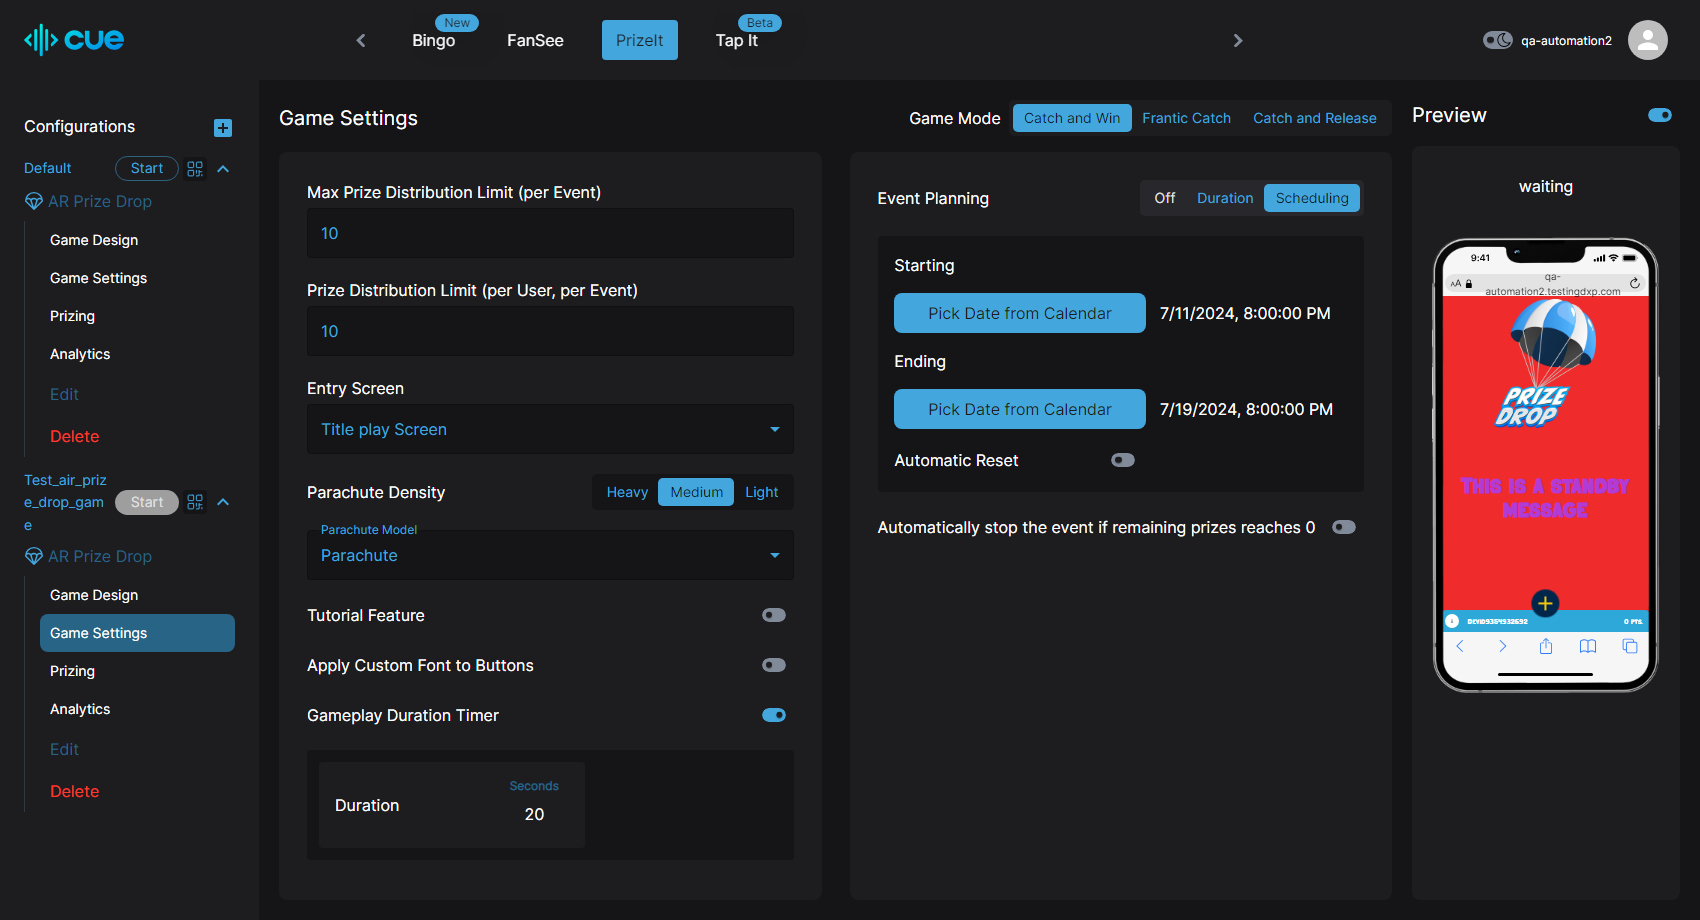 cue
New
Bingo
FanSee
PrizeIt
Beta
Tap It
qa-automation2
Configurations
Default
Start
AR Prize Drop
Game Design
Game Settings
Prizing
Analytics
Edit
Delete
Test_air_priz
e_drop_gam
e
Start
AR Prize Drop
Game Design
Game Settings
Prizing
Analytics
Edit
Delete
Game Settings
Game Mode
Catch and Win
Frantic Catch
Catch and Release
Max Prize Distribution Limit (per Event)
10
Prize Distribution Limit (per User, per Event)
10
Entry Screen
Title play Screen
Parachute Density
Heavy
Medium
Light
Parachute Model
Parachute
Tutorial Feature
Apply Custom Font to Buttons
Gameplay Duration Timer
Duration
Seconds
20
Event Planning
Off
Duration
Scheduling
Starting
Pick Date from Calendar
7/11/2024, 8:00:00 PM
Ending
Pick Date from Calendar
7/19/2024, 8:00:00 PM
Automatic Reset
Automatically stop the event if remaining prizes reaches 0
Preview
waiting
9:41
AA
qa-
automation2.testingdxp.com
PRIZE
DROP
THIS IS A STANDBY
MESSAGE
0 PTS.